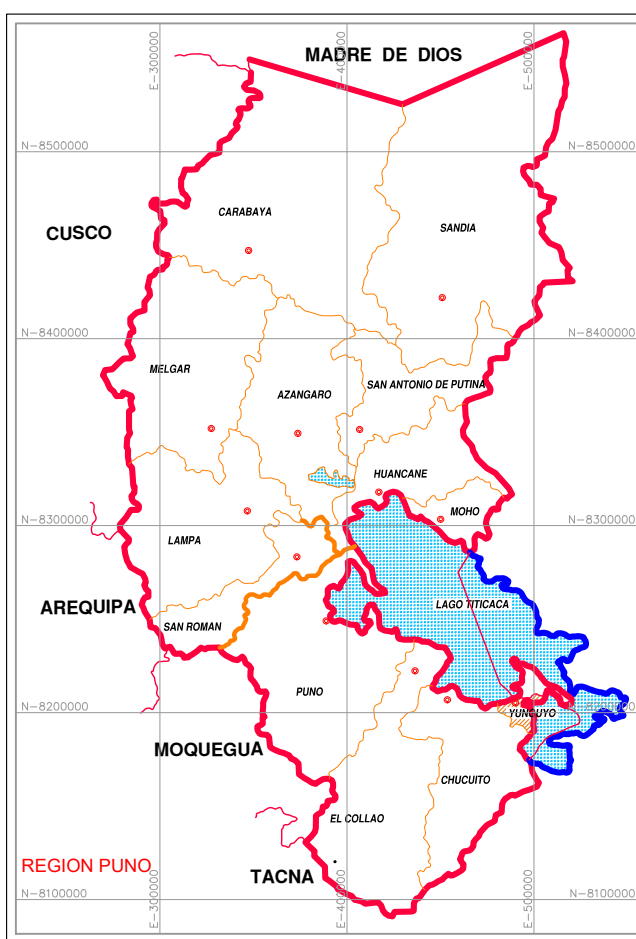 E-300000
E-400000
E-500000
MADRE DE DIOS
N-8500000
N-8500000
CARABAYA
SANDIA
CUSCO
N-8400000
N-8400000
MELGAR
SAN ANTONIO DE PUTINA
AZANGARO
HUANCANE
MOHO
N-8300000
N-8300000
LAMPA
AREQUIPA
LAGO TITICACA
SAN ROMAN
PUNO
N-8200000
N-8200000
YUNGUYO
MOQUEGUA
CHUCUITO
EL COLLAO
REGION PUNO
TACNA
N-8100000
N-8100000
E-300000
E-400000
E-500000